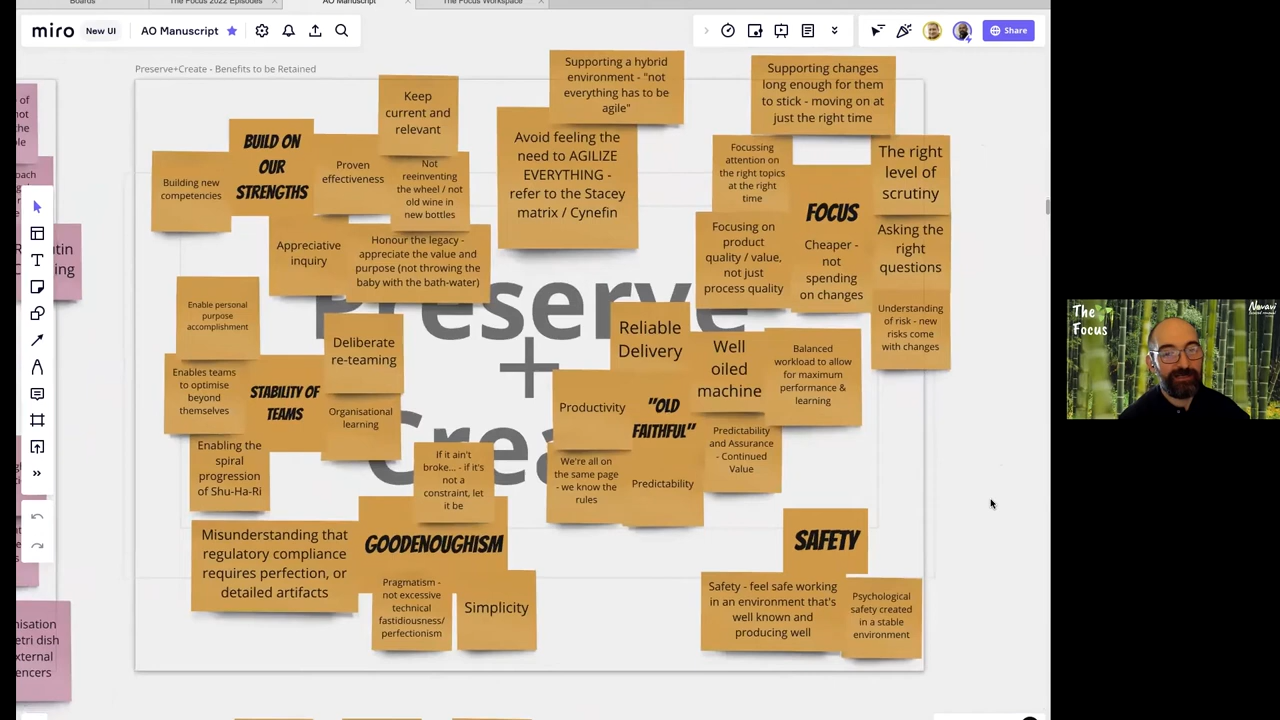 Boards
The Focus 2022 Episodes
AO Manuscript
The Focus Workspace
miro
New UI
AO Manuscript
Share
Preserve+Create - Benefits to be Retained
Preserve
+
Crea
Keep
current and
relevant
BUILD ON
OUR
STRENGTHS
Building new
competencies
Proven
effectiveness
Not
reinventing
the wheel / not
old wine in
new bottles
Appreciative
inquiry
Honour the legacy -
appreciate the value and
purpose (not throwing the
baby with the bath-water)
Supporting a hybrid
environment - "not
everything has to be
agile"
Avoid feeling the
need to AGILIZE
EVERYTHING -
refer to the Stacey
matrix / Cynefin
Supporting changes
long enough for them
to stick - moving on at
just the right time
Focussing
attention on
the right topics
at the right
time
The right
level of
scrutiny
FOCUS
Cheaper -
not
spending
on changes
Focusing on
product
quality / value,
not just
process quality
Asking the
right
questions
Understanding
of risk - new
risks come
with changes
Enable personal
purpose
accomplishment
Deliberate
re-teaming
Enables teams
to optimise
beyond
themselves
STABILITY OF
TEAMS
Organisational
learning
Enabling the
spiral
progression
of Shu-Ha-Ri
Reliable
Delivery
Well
oiled
machine
Balanced
workload to allow
for maximum
performance &
learning
Productivity
"OLD
FAITHFUL"
Predictability
and Assurance
- Continued
Value
We're all on
the same page
- we know the
rules
Predictability
If it ain't
broke... - if it's
not a
constraint, let
it be
GOODENOUGHISM
Misunderstanding that
regulatory compliance
requires perfection, or
detailed artifacts
Pragmatism -
not excessive
technical
fastidiousness/
perfectionism
Simplicity
SAFETY
Safety - feel safe working
in an environment that's
well known and
producing well
Psychological
safety created
in a stable
environment
The
Focus